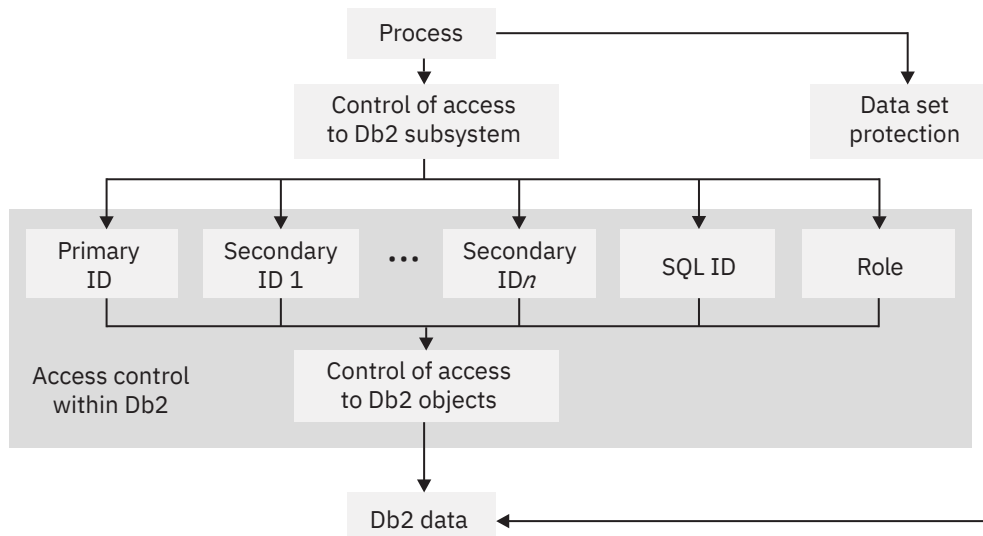 Process
Control of access
to Db2 subsystem
Data set
protection
Primary
ID
Secondary
ID 1
...
Secondary
IDn
SQL ID
Role
Access control
within Db2
Control of access
to Db2 objects
Db2 data